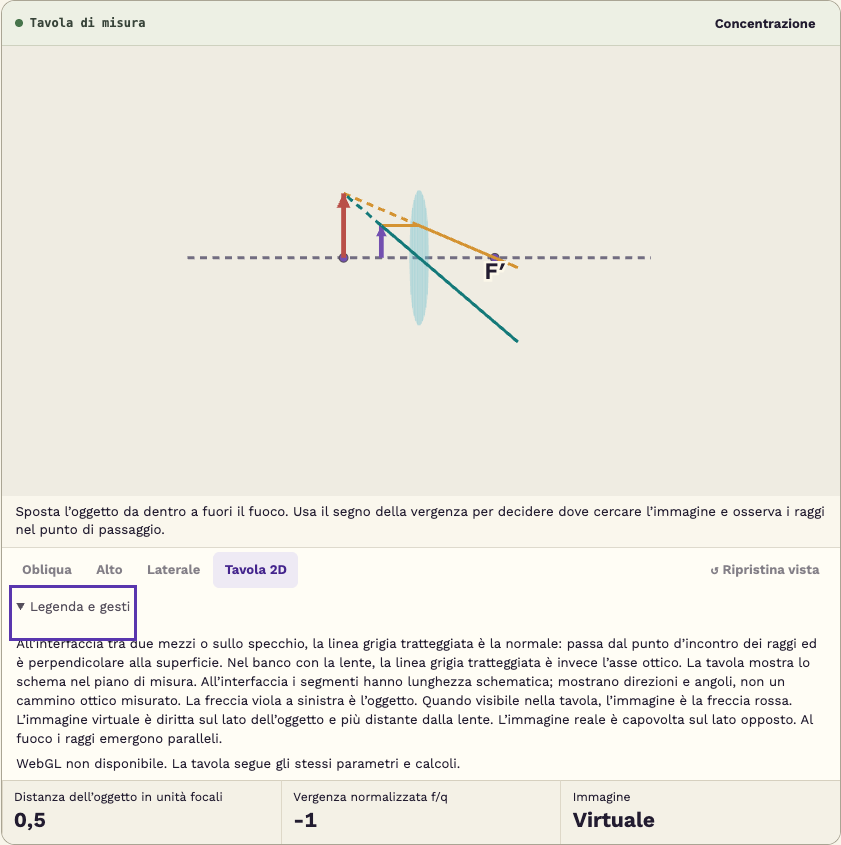 Tavola di misura
Concentrazione
F′
Sposta l’oggetto da dentro a fuori il fuoco. Usa il segno della vergenza per decidere dove cercare l’immagine e osserva i raggi
nel punto di passaggio.
Obliqua
Alto
Laterale
Tavola 2D
↺ Ripristina vista
▼ Legenda e gesti
All’interfaccia tra due mezzi o sullo specchio, la linea grigia tratteggiata è la normale: passa dal punto d’incontro dei raggi ed
è perpendicolare alla superficie. Nel banco con la lente, la linea grigia tratteggiata è invece l’asse ottico. La tavola mostra lo
schema nel piano di misura. All’interfaccia i segmenti hanno lunghezza schematica; mostrano direzioni e angoli, non un
cammino ottico misurato. La freccia viola a sinistra è l’oggetto. Quando visibile nella tavola, l’immagine è la freccia rossa.
L’immagine virtuale è diritta sul lato dell’oggetto e più distante dalla lente. L’immagine reale è capovolta sul lato opposto. Al
fuoco i raggi emergono paralleli.
WebGL non disponibile. La tavola segue gli stessi parametri e calcoli.
Distanza dell’oggetto in unità focali
0,5
Vergenza normalizzata f/q
-1
Immagine
Virtuale